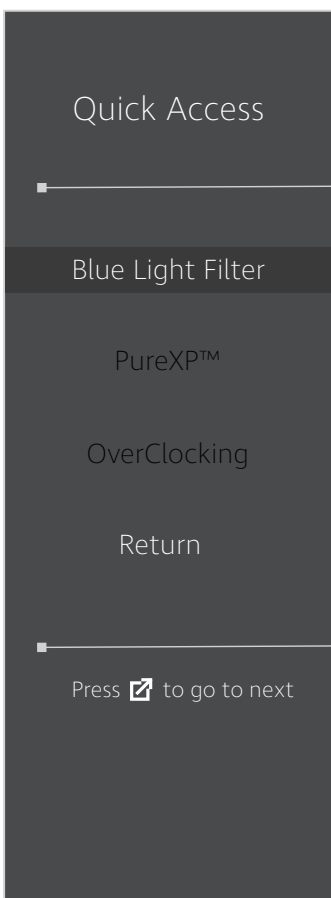 Quick Access
Blue Light Filter
PureXP™
OverClocking
Return
Press to go to next